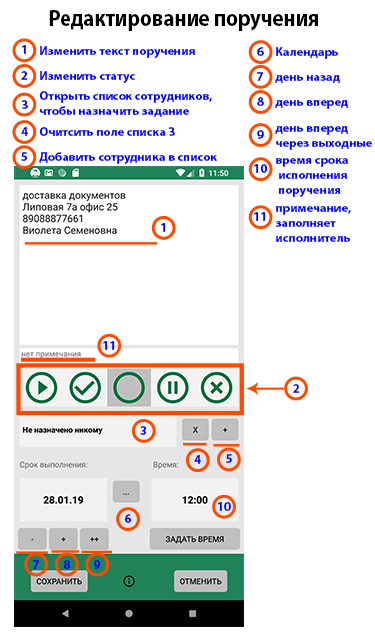 Редактирование поручения
1 Изменить текст поручения
2 Изменить статус
3 Открыть список сотрудников,
чтобы назначить задание
4 Очитсить поле списка 3
5 Добавить сотрудника в список
6 Календарь
7 день назад
8 день вперед
9 день вперед
через выходные
10 время срока
исполнения
поручения
11 примечание,
заполняет
исполнитель
11:50
доставка документов
Липовая 7а офис 25
89088877661
Виолета Семеновна
1
нет примечания
11
2
Не назначено никому
3
X
+
4
5
Срок выполнения:
Время:
28.01.19
...
12:00
6
10
-
+
++
ЗАДАТЬ ВРЕМЯ
7
8
9
СОХРАНИТЬ
ОТМЕНИТЬ